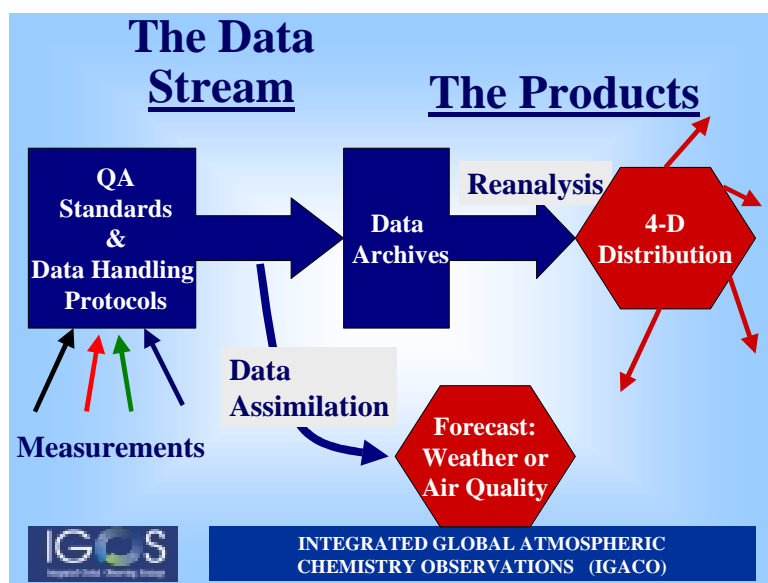 The Data
Stream
The Products
QA
Standards
&
Data Handling
Protocols
Data
Archives
Reanalysis
4-D
Distribution
Data
Assimilation
Measurements
Forecast:
Weather or
Air Quality
IGOS
INTEGRATED GLOBAL ATMOSPHERIC
CHEMISTRY OBSERVATIONS (IGACO)